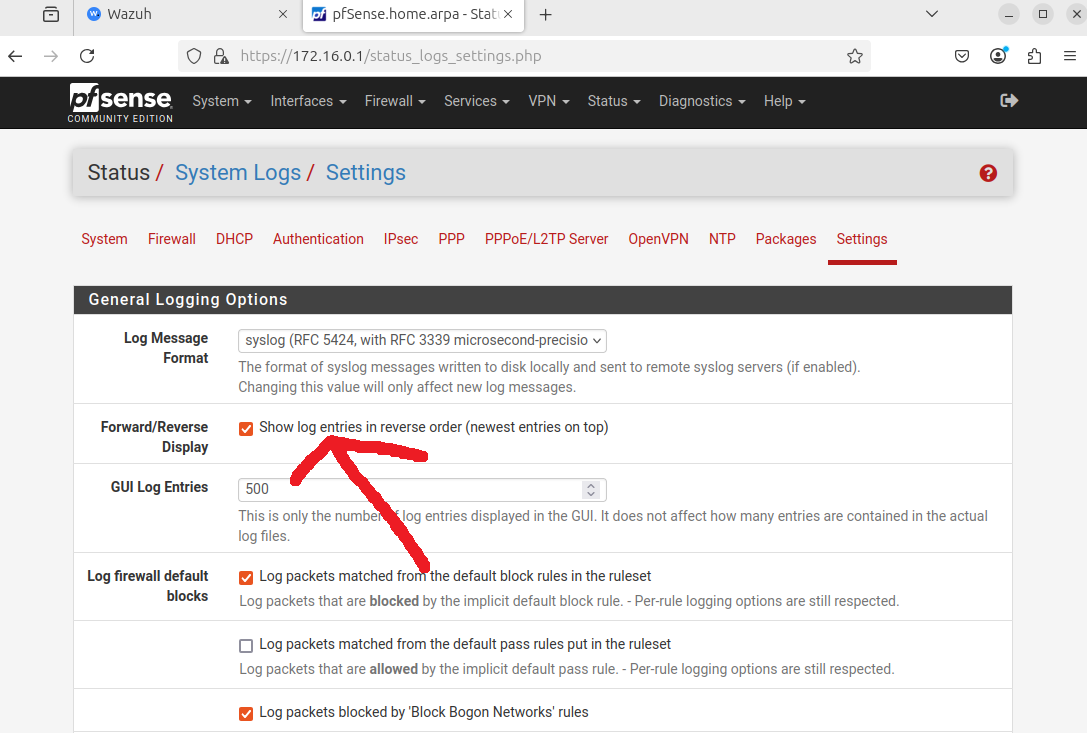 Wazuh
pfSense.home.arpa - Stat
https://172.16.0.1/status_logs_settings.php
pfsense
COMMUNITY EDITION
System Interfaces Firewall Services VPN Status Diagnostics Help
Status / System Logs / Settings
System Firewall DHCP Authentication IPsec PPP PPPoE/L2TP Server OpenVPN NTP Packages Settings
General Logging Options
Log Message
Format
syslog (RFC 5424, with RFC 3339 microsecond-precisio
The format of syslog messages written to disk locally and sent to remote syslog servers (if enabled).
Changing this value will only affect new log messages.
Forward/Reverse
Display
Show log entries in reverse order (newest entries on top)
GUI Log Entries
500
This is only the number of log entries displayed in the GUI. It does not affect how many entries are contained in the actual
log files.
Log firewall default
blocks
Log packets matched from the default block rules in the ruleset
Log packets that are blocked by the implicit default block rule. - Per-rule logging options are still respected.
Log packets matched from the default pass rules put in the ruleset
Log packets that are allowed by the implicit default pass rule. - Per-rule logging options are still respected.
Log packets blocked by 'Block Bogon Networks' rules